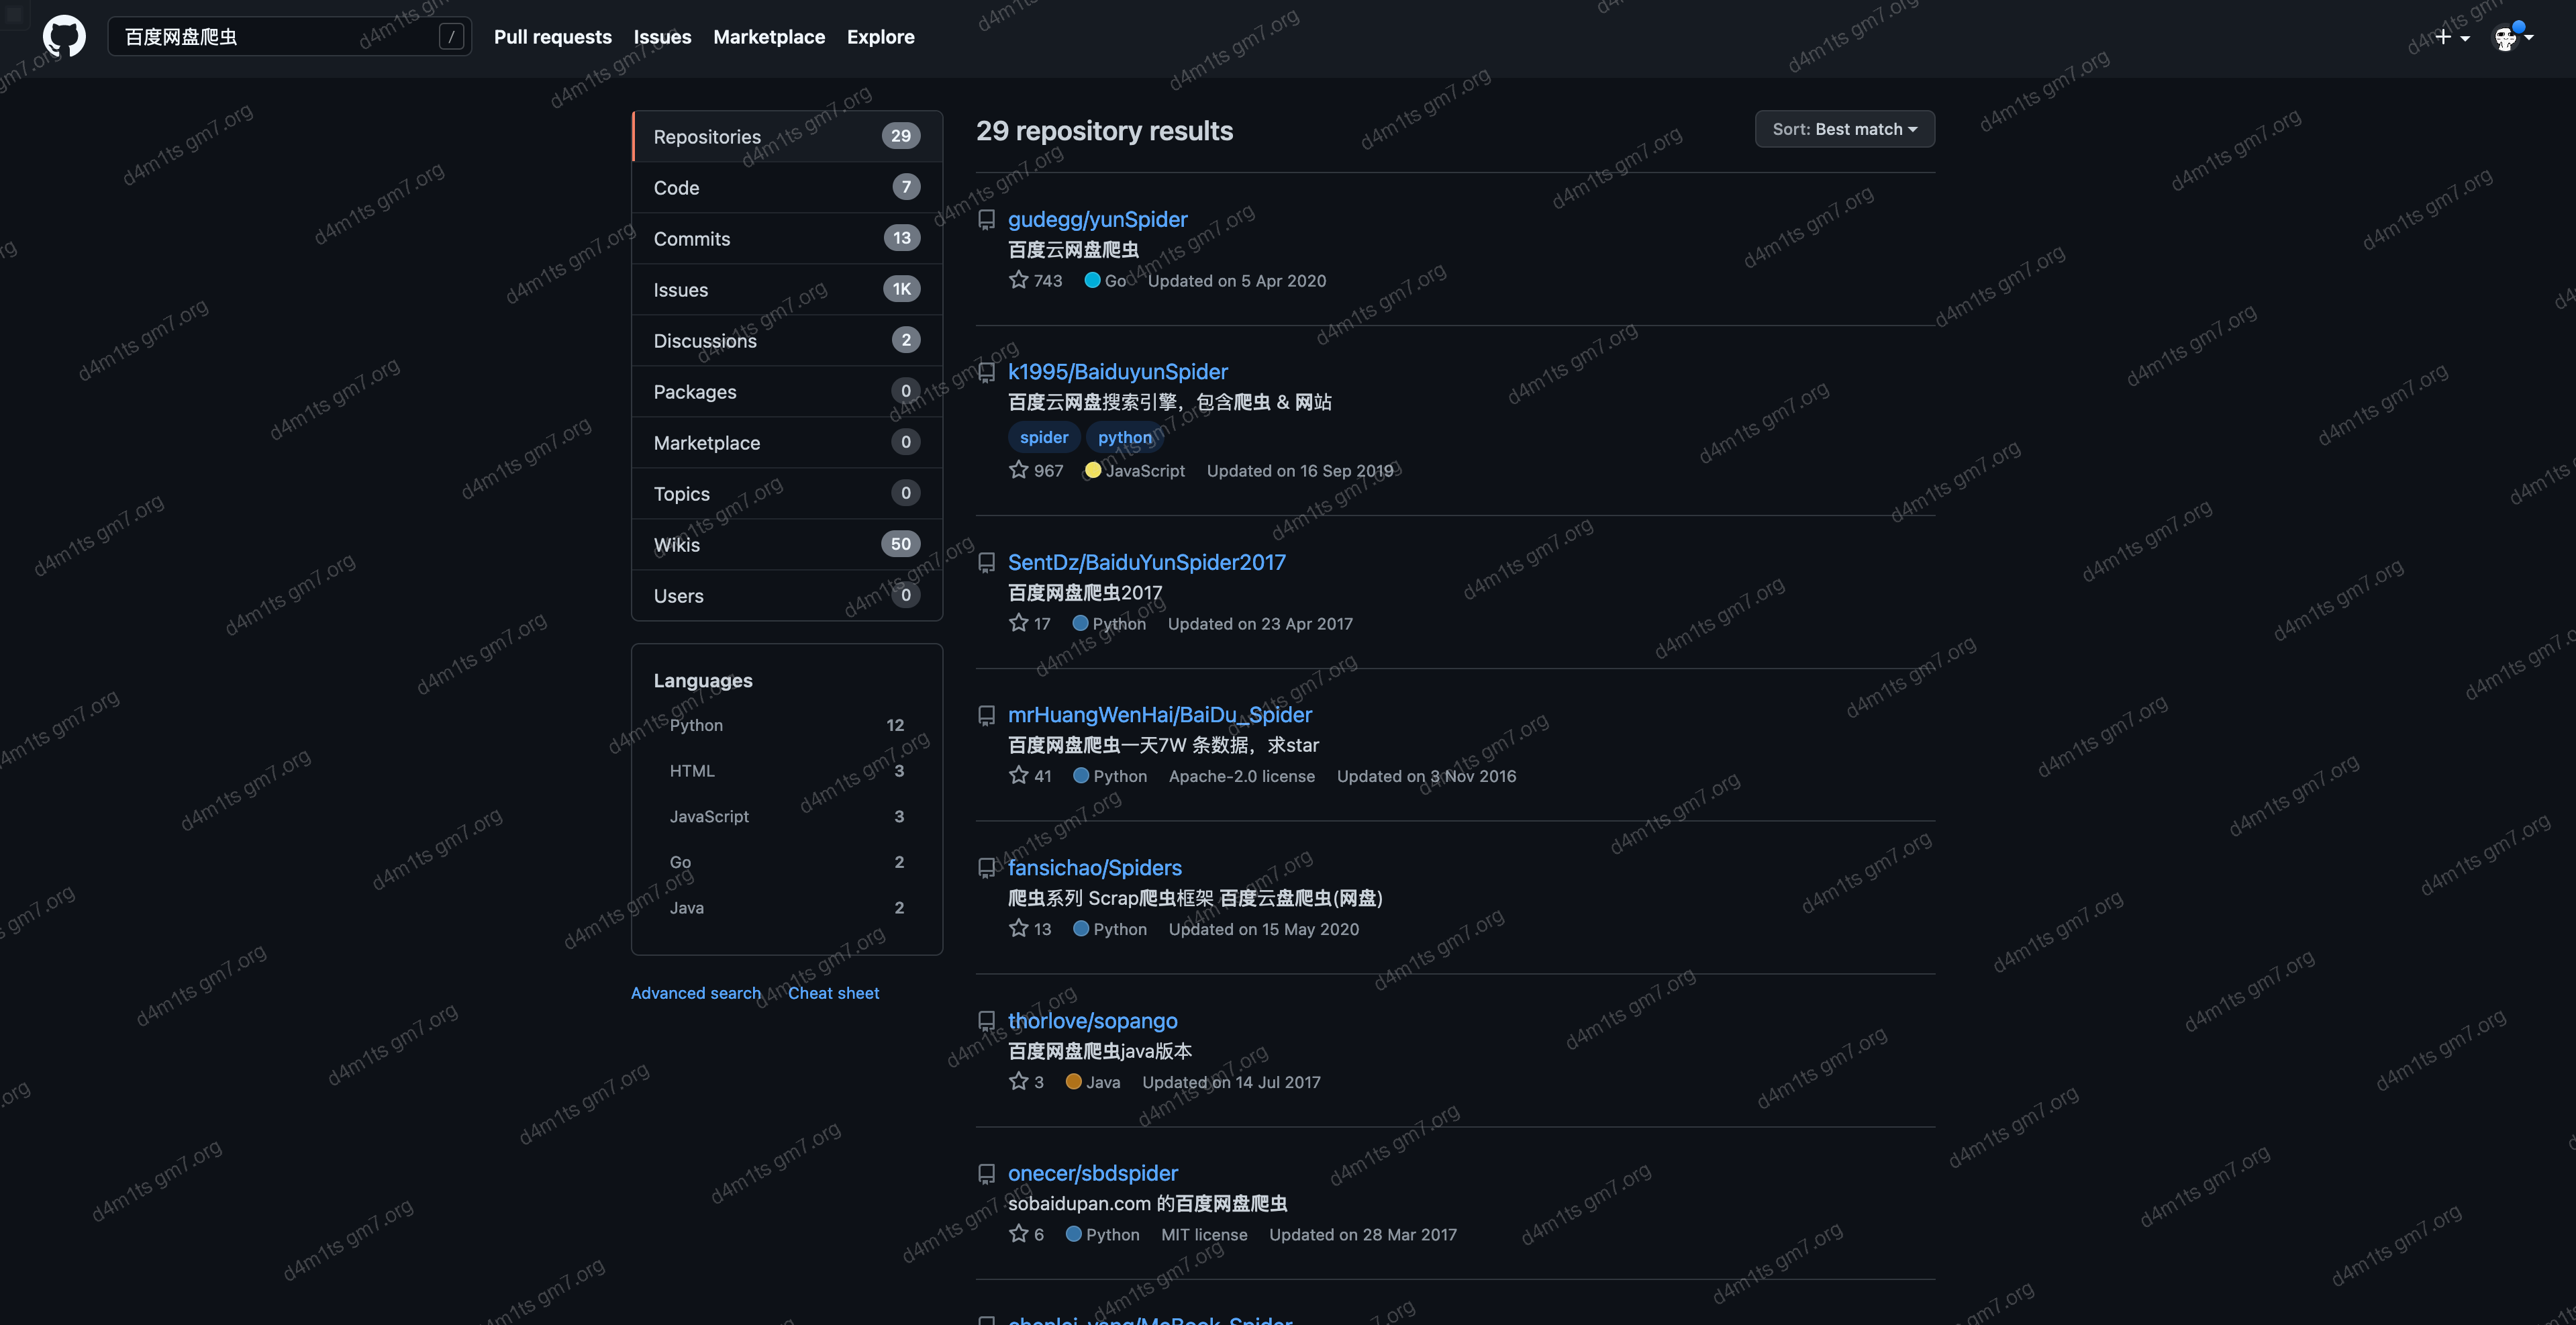 百度网盘爬虫
/
Pull requests
Issues
Marketplace
Explore
Repositories 29
Code 7
Commits 13
Issues 1K
Discussions 2
Packages 0
Marketplace 0
Topics 0
Wikis 50
Users 0
Languages
Python 12
HTML 3
JavaScript 3
Go 2
Java 2
Advanced search Cheat sheet
29 repository results
Sort: Best match
gudegg/yunSpider
百度云网盘爬虫
743 Go Updated on 5 Apr 2020
k1995/BaiduyunSpider
百度云网盘搜索引擎，包含爬虫 & 网站
spider python
967 JavaScript Updated on 16 Sep 2019
SentDz/BaiduYunSpider2017
百度网盘爬虫2017
17 Python Updated on 23 Apr 2017
mrHuangWenHai/BaiDu_Spider
百度网盘爬虫一天7W 条数据，求star
41 Python Apache-2.0 license Updated on 3 Nov 2016
fansichao/Spiders
爬虫系列 Scrap爬虫框架 百度云盘爬虫(网盘)
13 Python Updated on 15 May 2020
thorlove/sopango
百度网盘爬虫java版本
3 Java Updated on 14 Jul 2017
onecer/sbdspider
sobaidupan.com 的百度网盘爬虫
6 Python MIT license Updated on 28 Mar 2017
d4m1ts gm7.org